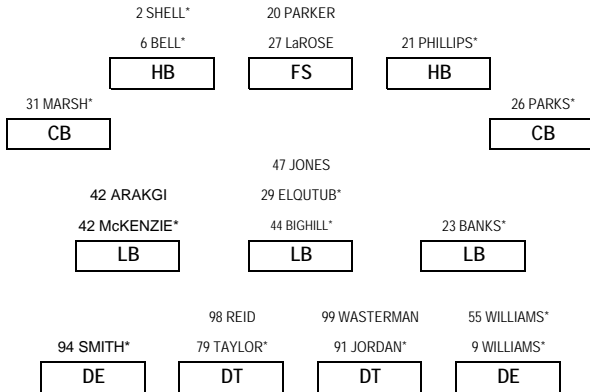 2 SHELL* 20 PARKER
6 BELL* 27 LaROSE 21 PHILLIPS*
HB FS HB
31 MARSH* 26 PARKS*
CB CB
47 JONES
42 ARAKGI 29 ELQUTUB*
42 McKENZIE* 44 BIGHILL* 23 BANKS*
LB LB LB
98 REID 99 WASTERMAN 55 WILLIAMS*
94 SMITH* 79 TAYLOR* 91 JORDAN* 9 WILLIAMS*
DE DT DT DE